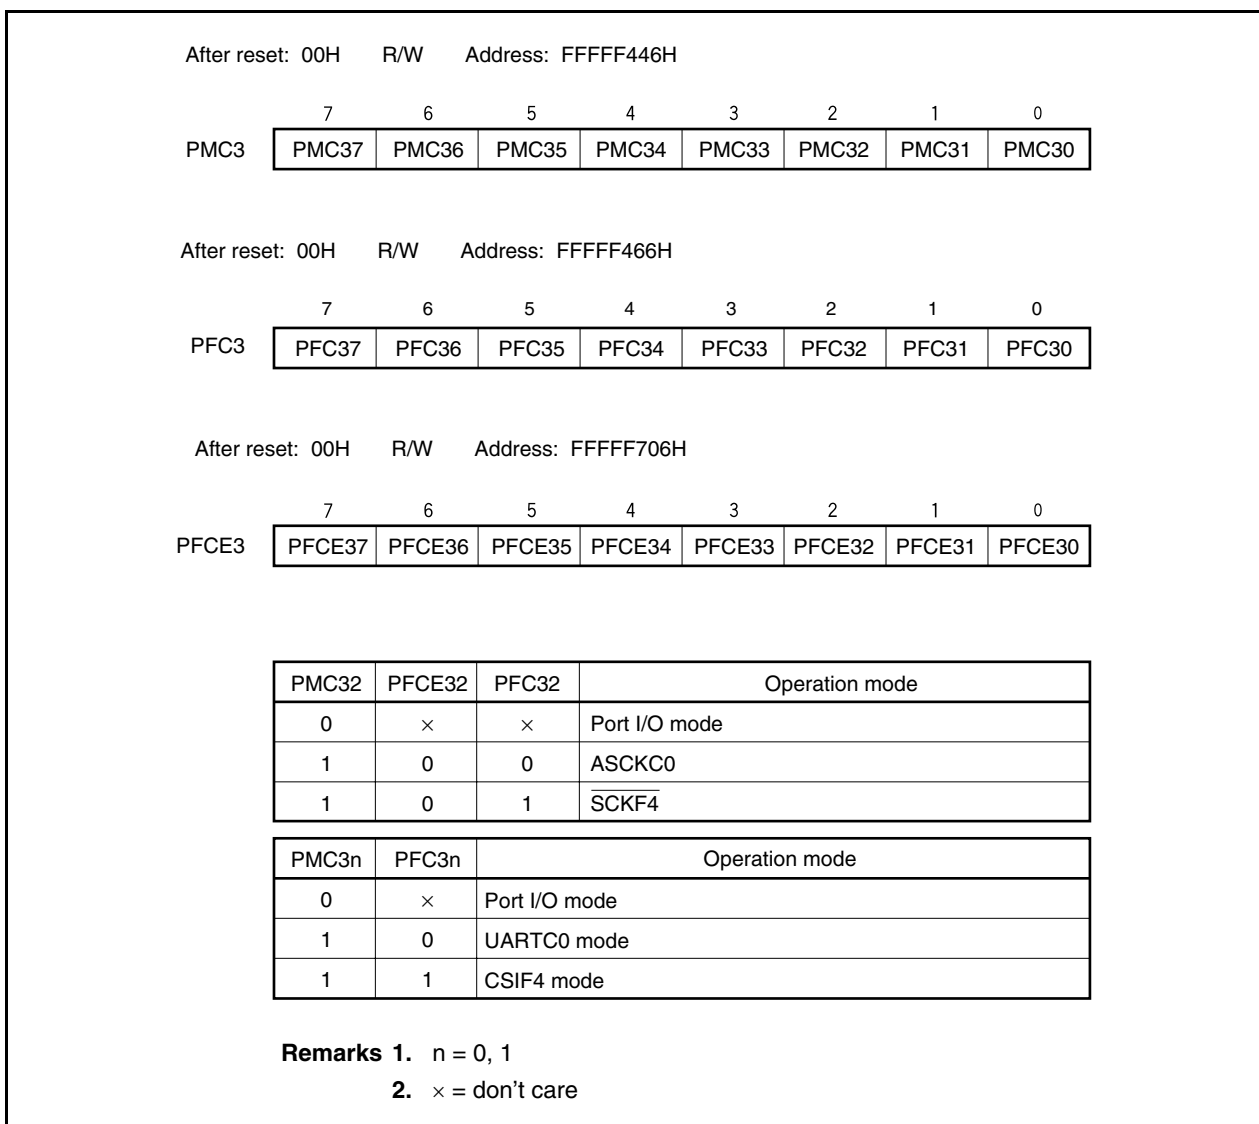 After reset: 00H R/W Address: FFFFF446H
7 6 5 4 3 2 1 0
PMC3 PMC37 PMC36 PMC35 PMC34 PMC33 PMC32 PMC31 PMC30
After reset: 00H R/W Address: FFFFF466H
7 6 5 4 3 2 1 0
PFC3 PFC37 PFC36 PFC35 PFC34 PFC33 PFC32 PFC31 PFC30
After reset: 00H R/W Address: FFFFF706H
7 6 5 4 3 2 1 0
PFCE3 PFCE37 PFCE36 PFCE35 PFCE34 PFCE33 PFCE32 PFCE31 PFCE30
PMC32 PFCE32 PFC32 Operation mode
0 × × Port I/O mode
1 0 0 ASCKC0
1 0 1 S̅C̅K̅F̅4̅
PMC3n PFC3n Operation mode
0 × Port I/O mode
1 0 UARTC0 mode
1 1 CSIF4 mode
Remarks 1. n = 0, 1
2. × = don't care